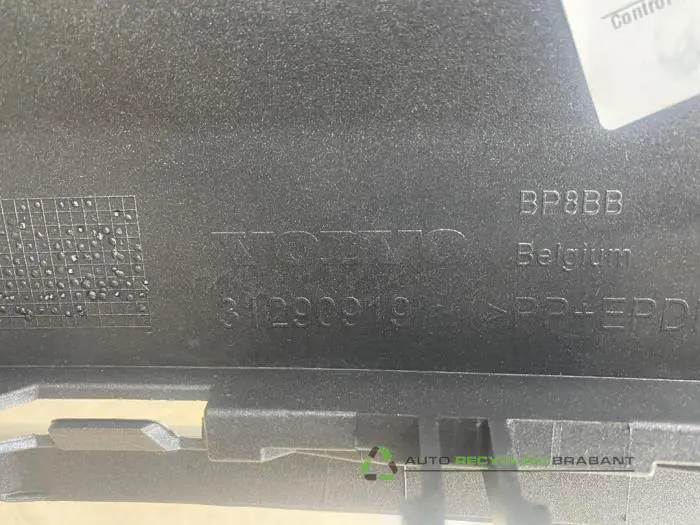 Control
BP8BB
VOLVO
Belgium
31290919
>PP+EPD
AUTO RECYCLING BRABANT